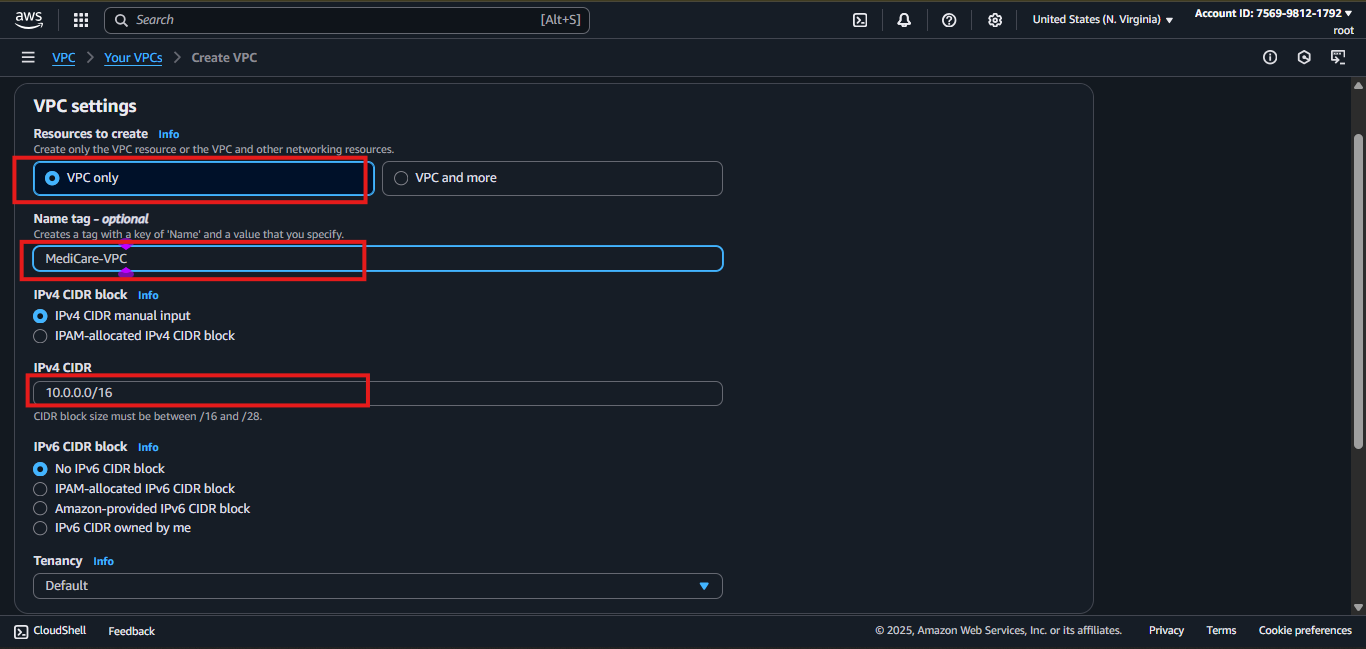 aws
Search [Alt+S]
United States (N. Virginia)
Account ID: 7569-9812-1792
root
VPC
Your VPCs
Create VPC
VPC settings
Resources to create Info
Create only the VPC resource or the VPC and other networking resources.
VPC only
VPC and more
Name tag - optional
Creates a tag with a key of 'Name' and a value that you specify.
MediCare-VPC
IPv4 CIDR block Info
IPv4 CIDR manual input
IPAM-allocated IPv4 CIDR block
IPv4 CIDR
10.0.0.0/16
CIDR block size must be between /16 and /28.
IPv6 CIDR block Info
No IPv6 CIDR block
IPAM-allocated IPv6 CIDR block
Amazon-provided IPv6 CIDR block
IPv6 CIDR owned by me
Tenancy Info
Default
CloudShell
Feedback
© 2025, Amazon Web Services, Inc. or its affiliates.
Privacy
Terms
Cookie preferences